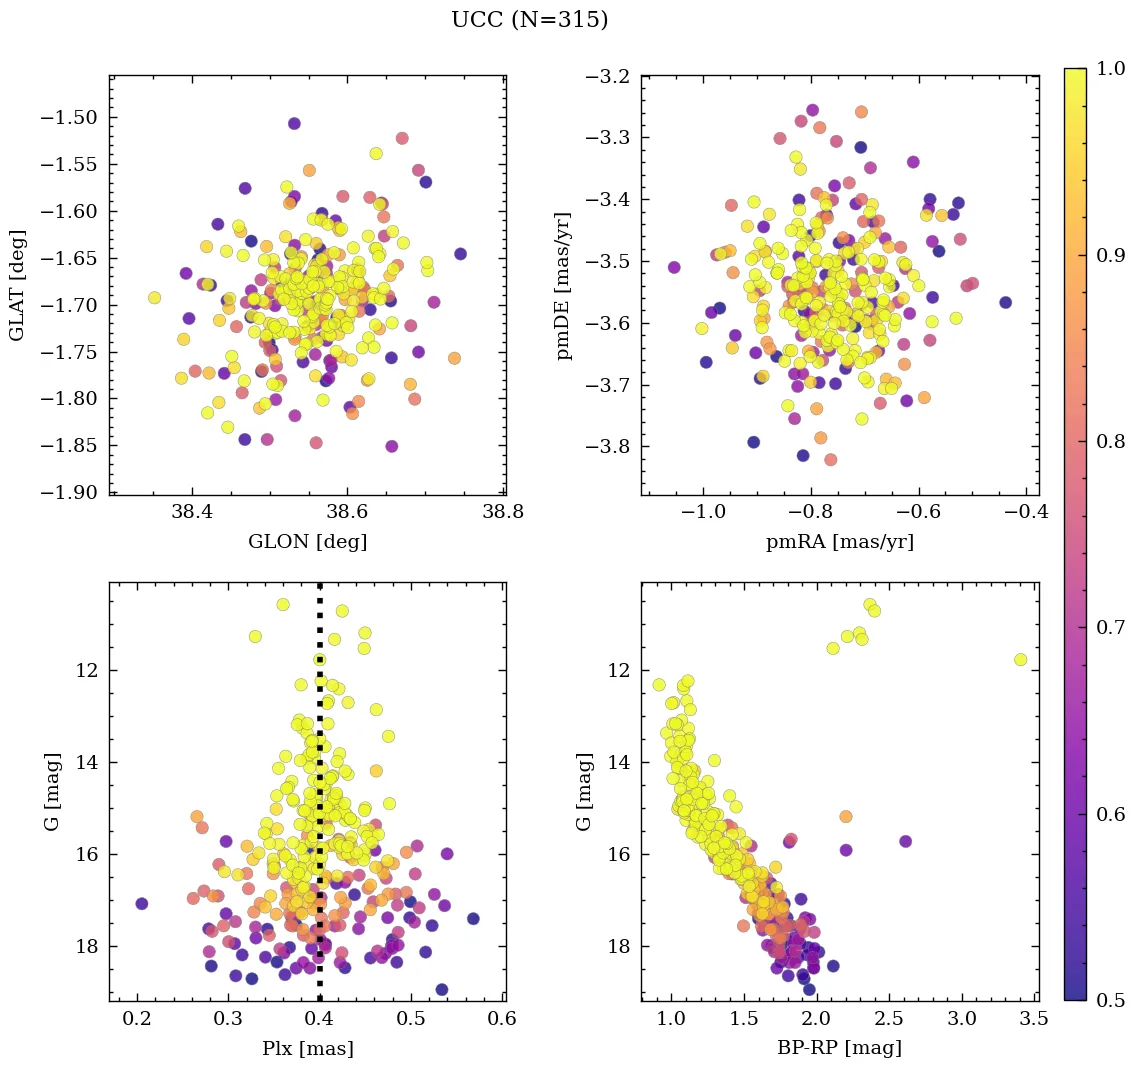 UCC (N=315)
−1.50
−1.55
−1.60
−1.65
−1.70
−1.75
−1.80
−1.85
−1.90
GLAT [deg]
38.4 38.6 38.8
GLON [deg]
−3.2
−3.3
−3.4
−3.5
−3.6
−3.7
−3.8
pmDE [mas/yr]
−1.0 −0.8 −0.6 −0.4
pmRA [mas/yr]
1.0
0.9
0.8
0.7
0.6
0.5
12
14
16
18
G [mag]
0.2 0.3 0.4 0.5 0.6
Plx [mas]
12
14
16
18
G [mag]
1.0 1.5 2.0 2.5 3.0 3.5
BP-RP [mag]